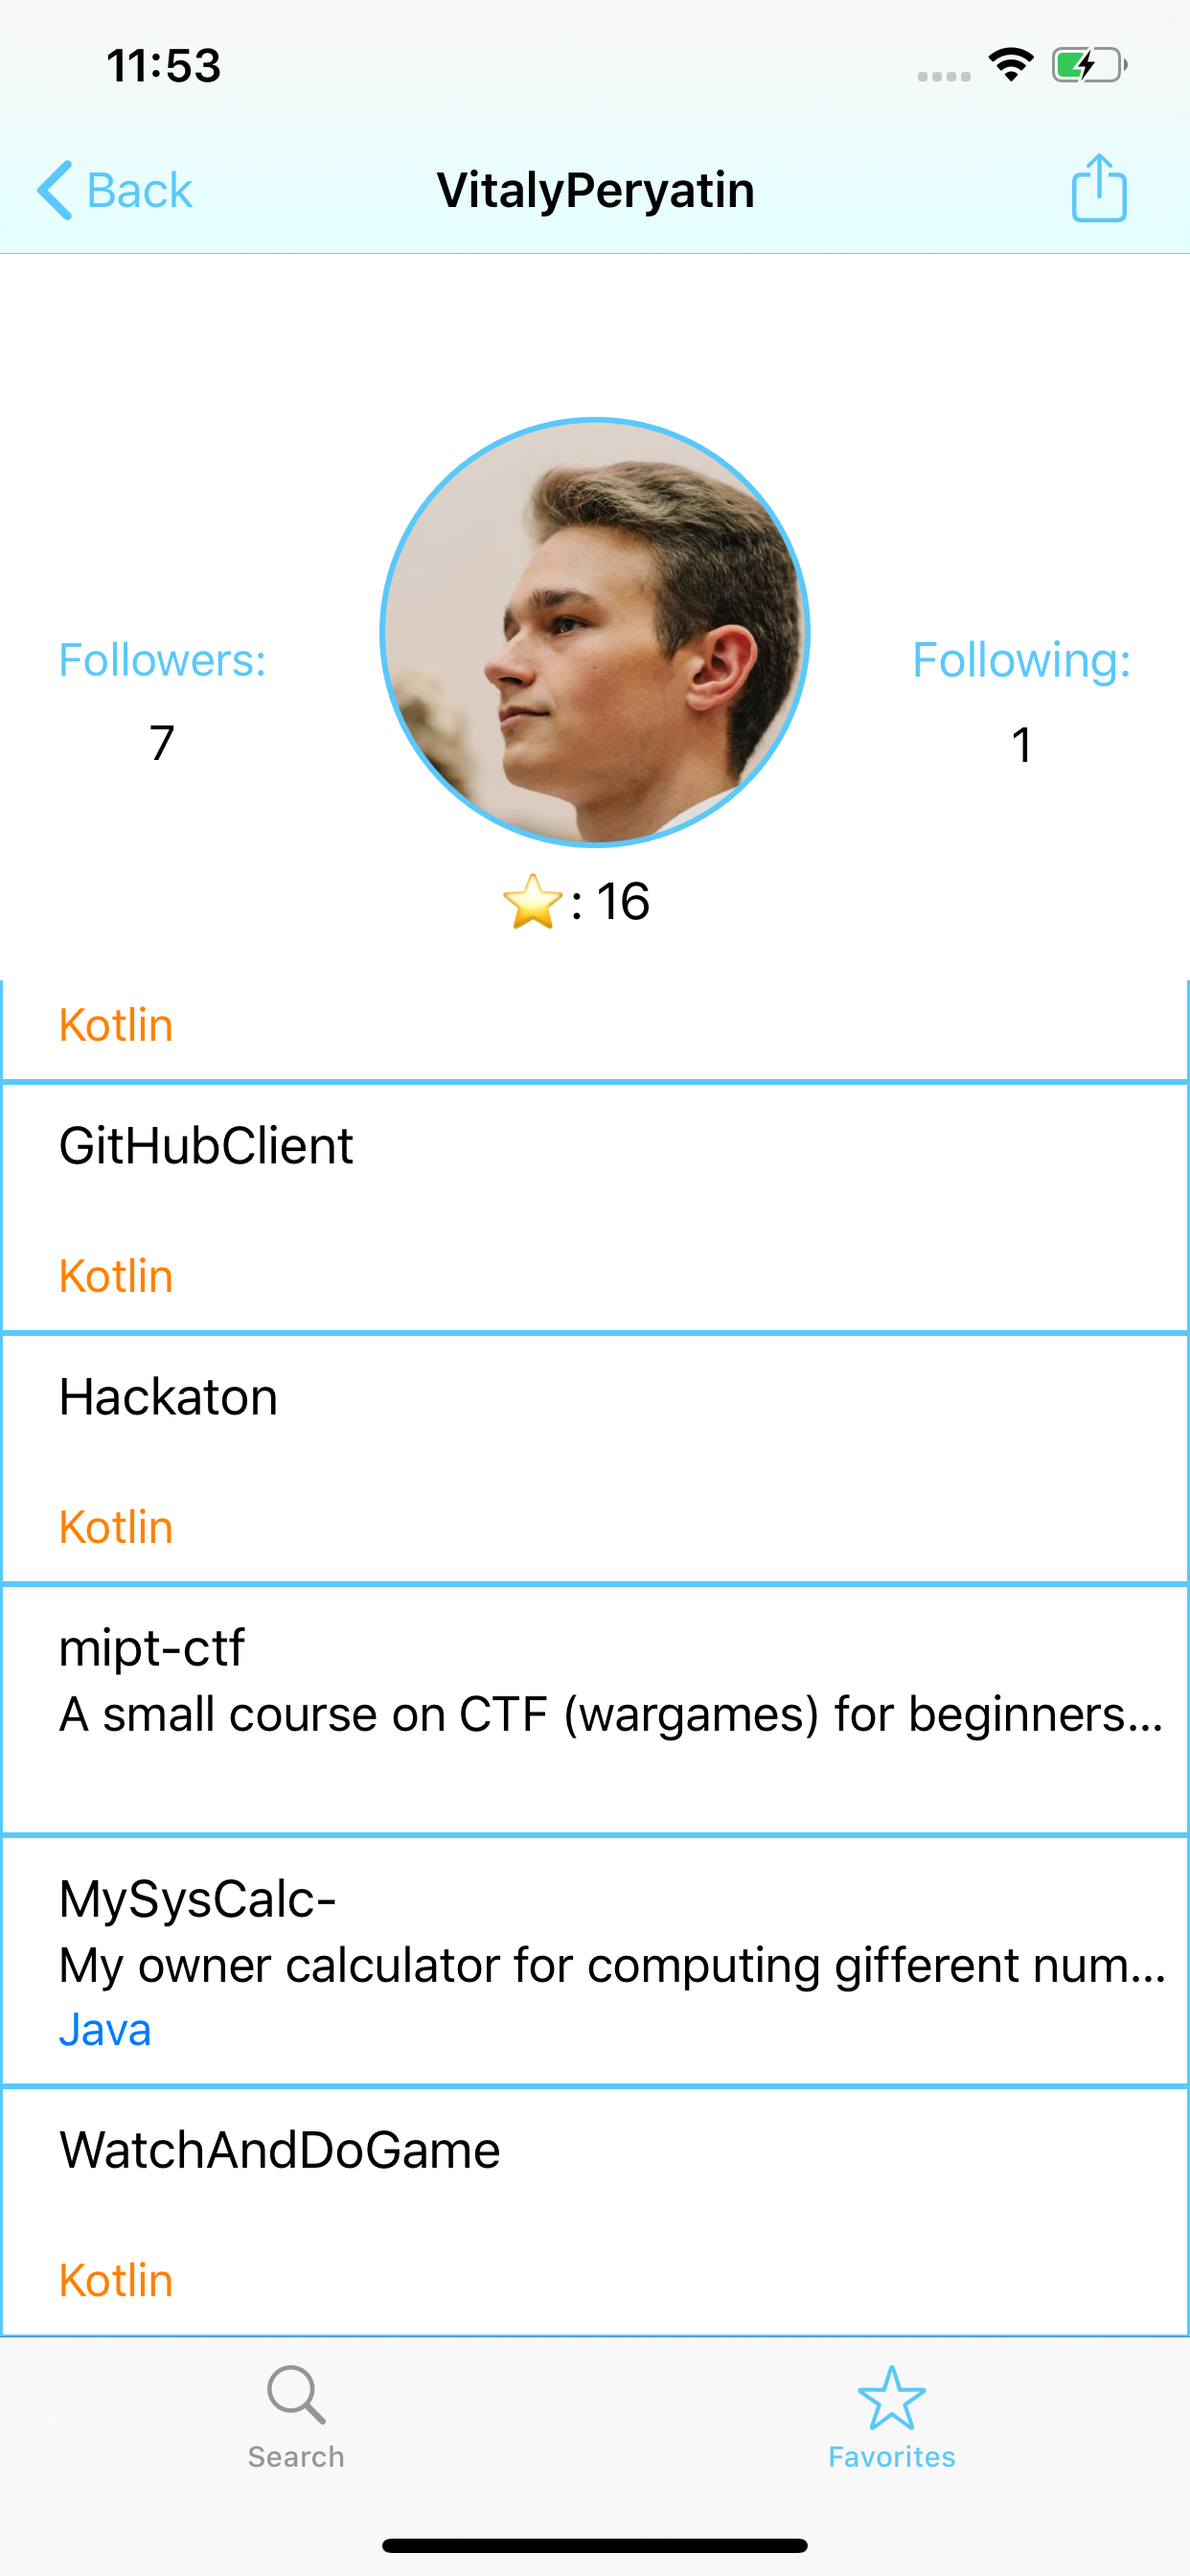 11:53
Back
VitalyPeryatin
Followers:
Following:
7
1
⭐: 16
Kotlin
GitHubClient
Kotlin
Hackaton
Kotlin
mipt-ctf
A small course on CTF (wargames) for beginners...
MySysCalc-
My owner calculator for computing gifferent num...
Java
WatchAndDoGame
Kotlin
Search
Favorites